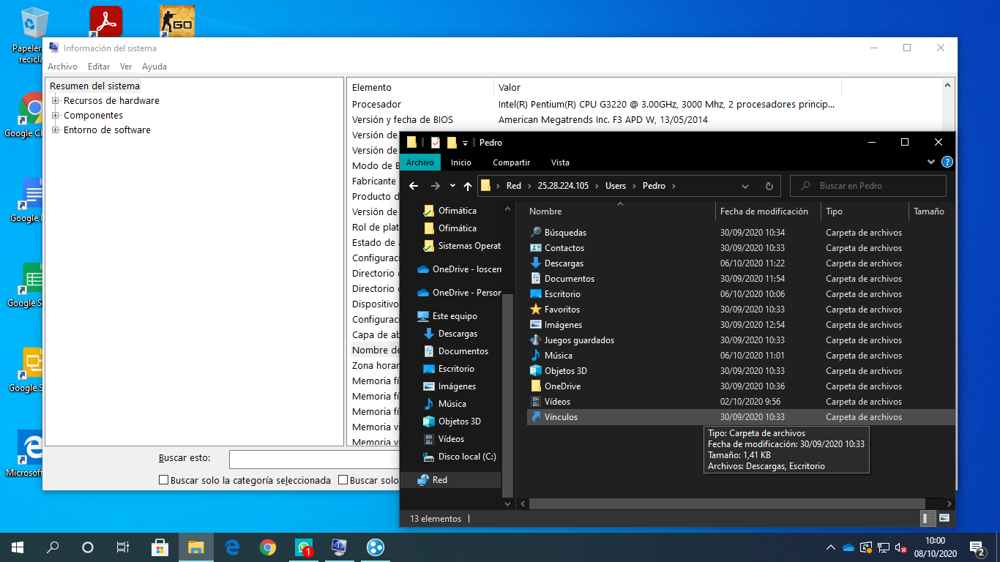 Papeler
recicla
GO
Google Ch
Google D
Google S
Google S
Microsof
Información del sistema
Archivo Editar Ver Ayuda
Resumen del sistema
Recursos de hardware
Componentes
Entorno de software
Elemento Valor
Procesador Intel(R) Pentium(R) CPU G3220 @ 3.00GHz, 3000 Mhz, 2 procesadores princip...
Versión y fecha de BIOS American Megatrends Inc. F3 APD W, 13/05/2014
Versión de
Versión de
Modo de B
Fabricante
Producto d
Versión de
Rol de plat
Estado de
Configuraci
Directorio d
Directorio d
Dispositivo
Configuraci
Capa de ab
Nombre de
Zona horar
Memoria fí
Memoria fí
Memoria fí
Memoria vi
Memoria vi
Buscar esto:
Buscar solo la categoría seleccionada Buscar solo
Pedro
Archivo Inicio Compartir Vista
Red > 25.28.224.105 > Users > Pedro >
Buscar en Pedro
Ofimática
Ofimática
Sistemas Operat
OneDrive - loscerr
OneDrive - Person
Este equipo
Descargas
Documentos
Escritorio
Imágenes
Música
Objetos 3D
Vídeos
Disco local (C:)
Red
Nombre Fecha de modificación Tipo Tamaño
Búsquedas 30/09/2020 10:34 Carpeta de archivos
Contactos 30/09/2020 10:33 Carpeta de archivos
Descargas 06/10/2020 11:22 Carpeta de archivos
Documentos 30/09/2020 11:54 Carpeta de archivos
Escritorio 06/10/2020 10:06 Carpeta de archivos
Favoritos 30/09/2020 10:33 Carpeta de archivos
Imágenes 30/09/2020 12:54 Carpeta de archivos
Juegos guardados 30/09/2020 10:33 Carpeta de archivos
Música 06/10/2020 11:01 Carpeta de archivos
Objetos 3D 30/09/2020 10:33 Carpeta de archivos
OneDrive 30/09/2020 10:36 Carpeta de archivos
Vídeos 02/10/2020 9:56 Carpeta de archivos
Vínculos 30/09/2020 10:33 Carpeta de archivos
Tipo: Carpeta de archivos
Fecha de modificación: 30/09/2020 10:33
Tamaño: 1,41 KB
Archivos: Descargas, Escritorio
13 elementos
1
10:00
08/10/2020
2